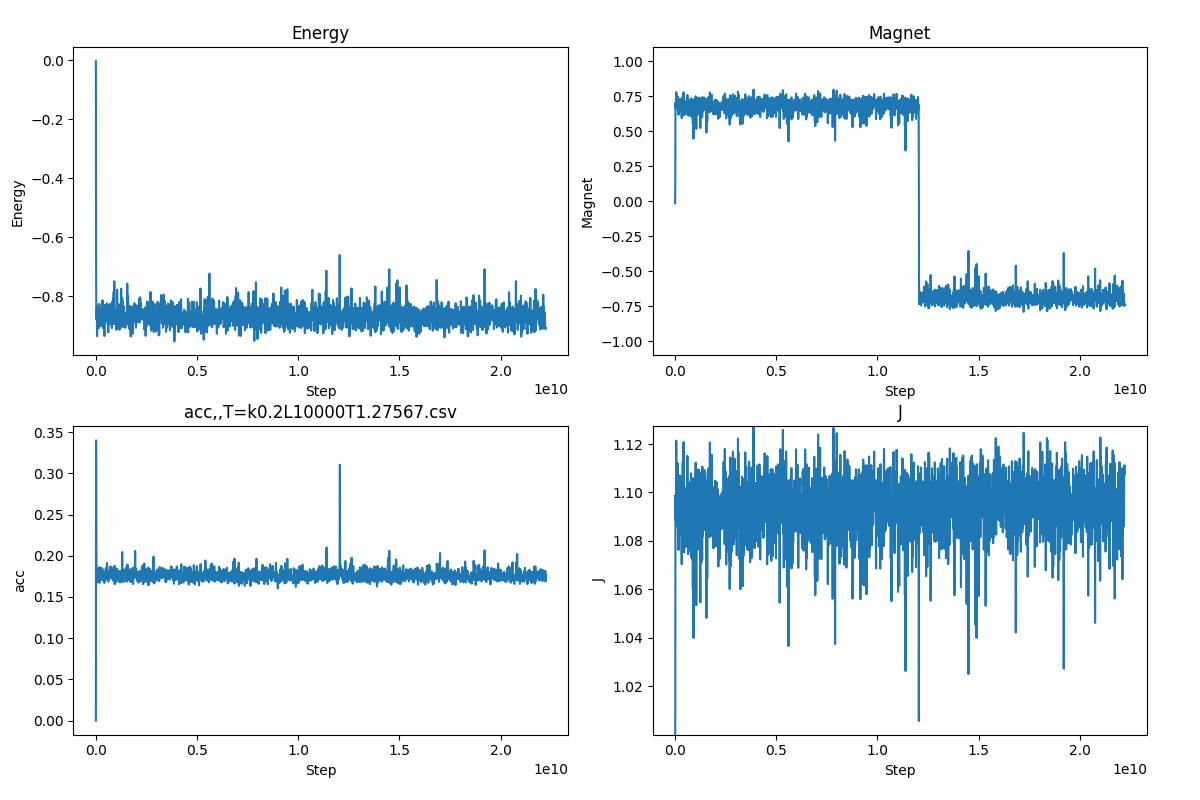 Energy
Energy
0.0
−0.2
−0.4
−0.6
−0.8
0.0 0.5 1.0 1.5 2.0
1e10
Step
Magnet
Magnet
1.00
0.75
0.50
0.25
0.00
−0.25
−0.50
−0.75
−1.00
0.0 0.5 1.0 1.5 2.0
1e10
Step
acc,,T=k0.2L10000T1.27567.csv
acc
0.35
0.30
0.25
0.20
0.15
0.10
0.05
0.00
0.0 0.5 1.0 1.5 2.0
1e10
Step
J
J
1.12
1.10
1.08
1.06
1.04
1.02
0.0 0.5 1.0 1.5 2.0
1e10
Step